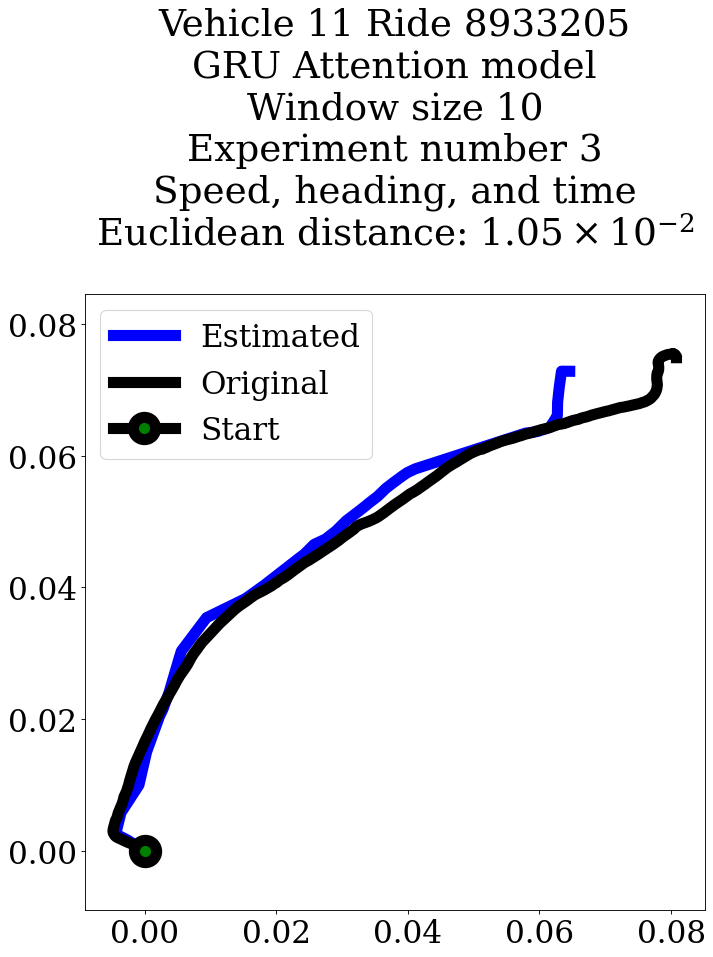 Vehicle 11 Ride 8933205
GRU Attention model
Window size 10
Experiment number 3
Speed, heading, and time
Euclidean distance: 1.05 × 10⁻²
Estimated
Original
Start
0.08
0.06
0.04
0.02
0.00
0.00 0.02 0.04 0.06 0.08